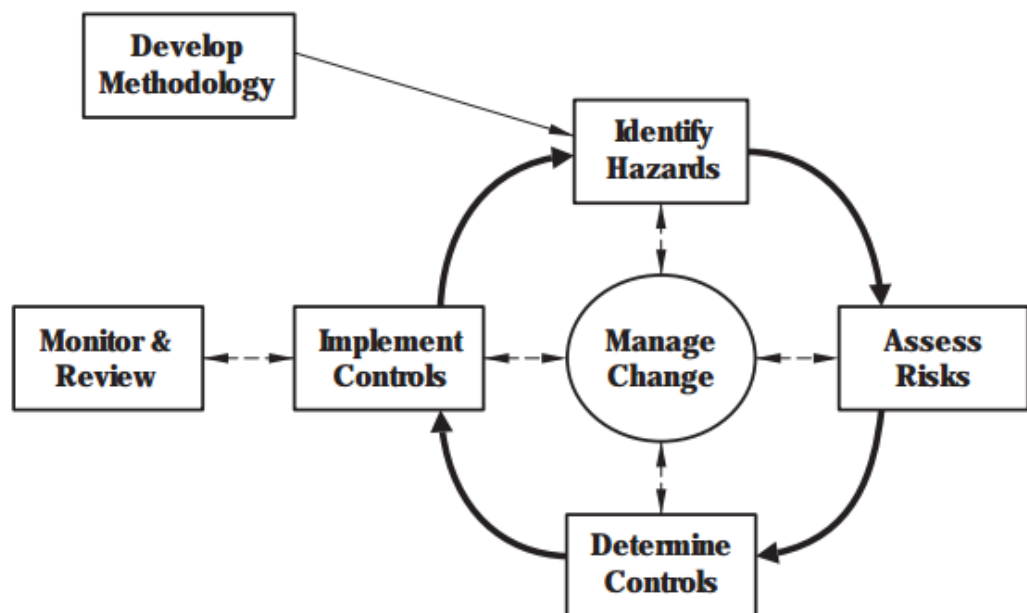 Develop
Methodology
Identify
Hazards
Monitor &
Review
Implement
Controls
Manage
Change
Assess
Risks
Determine
Controls